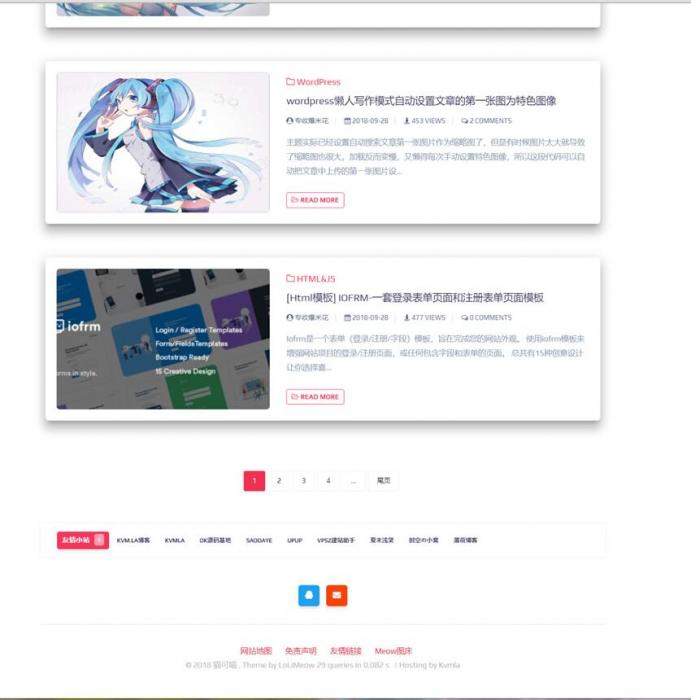 WordPress
wordpress懒人写作模式自动设置文章的第一张图为特色图像
专收爆米花 2018-09-28 453 VIEWS 2 COMMENTS
主题实际已经设置自动搜索文章第一张图片作为缩略图了，但是有时候图片太大就导致
了缩略图也很大，加载反而变慢，又懒得每次手动设置特色图像，所以这段代码可以自
动把文章中上传的第一张图片设...
READ MORE
HTML&JS
[Html模板] IOFRM-一套登录表单页面和注册表单页面模板
专收爆米花 2018-09-28 477 VIEWS 0 COMMENTS
Iofrm是一个表单（登录/注册/字段）模板，旨在完成您的网站外观。 使用iofrm模板来
增强网站项目的登录/注册页面，或任何包含字段和表单的页面。 总共有15种创意设计
让你选择喜...
READ MORE
iofrm
orms in style.
Login / Register Templates
Form/FieldsTemplates
Bootstrap Ready
15 Creative Design
1 2 3 4 ... 尾页
友情小站 + KVM.LA博客 KVMLA OK源码基地 SAODAYE UPUP VPSZ建站助手 夏末浅笑 时空の小窝 薄荷博客
网站地图 免责声明 友情链接 Meow图床
© 2018 猫可喵 . Theme by LoLiMeow 29 queries in 0.082 s | Hosting by Kvmla